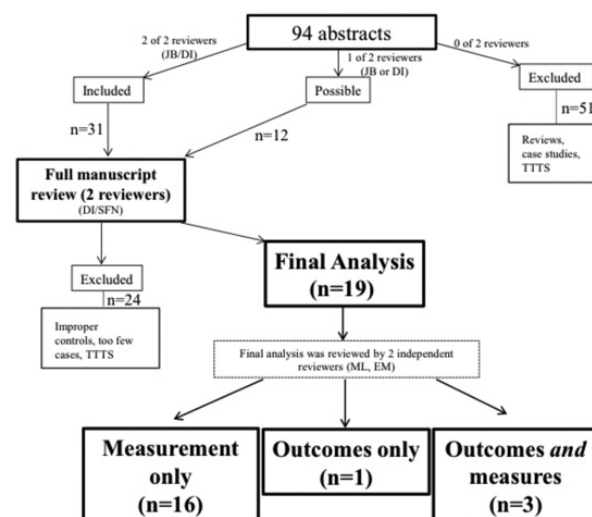 94 abstracts
2 of 2 reviewers
(JB/DI)
1 of 2 reviewers
(JB or DI)
0 of 2 reviewers
Included
Possible
Excluded
n=31
n=12
n=51
Reviews,
case studies,
TTTS
Full manuscript
review (2 reviewers)
(DI/SFN)
Excluded
n=24
Improper
controls, too few
cases, TTTS
Final Analysis
(n=19)
Final analysis was reviewed by 2 independent
reviewers (ML, EM)
Measurement
only
(n=16)
Outcomes only
(n=1)
Outcomes and
measures
(n=3)